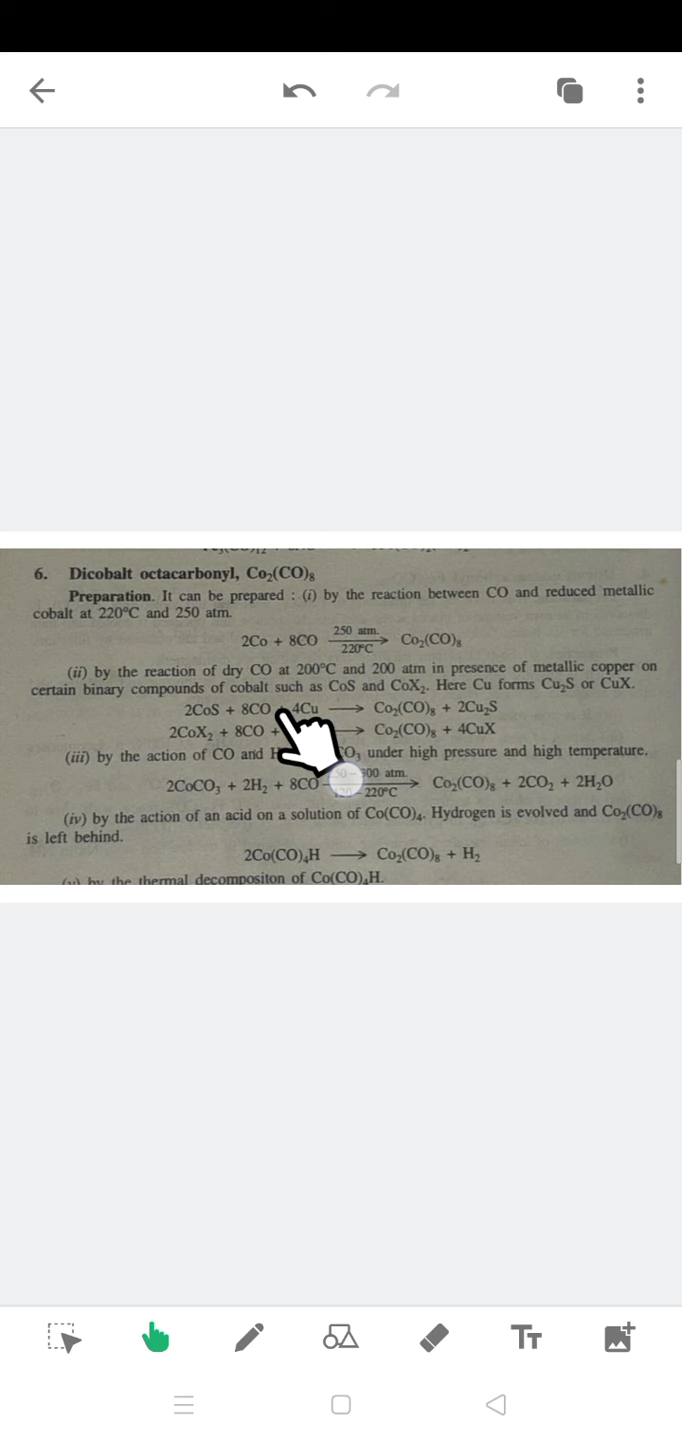 6. Dicobalt octacarbonyl, Co₂(CO)₈
Preparation. It can be prepared : (i) by the reaction between CO and reduced metallic
cobalt at 220°C and 250 atm.
2Co + 8CO 250 atm. 220°C ⟶ Co₂(CO)₈
(ii) by the reaction of dry CO at 200°C and 200 atm in presence of metallic copper on
certain binary compounds of cobalt such as CoS and CoX₂. Here Cu forms Cu₂S or CuX.
2CoS + 8CO 4Cu ⟶ Co₂(CO)₈ + 2Cu₂S
2CoX₂ + 8CO + ⟶ Co₂(CO)₈ + 4CuX
(iii) by the action of CO and under high pressure and high temperature.
2CoCO₃ + 2H₂ + 8CO atm. 220°C ⟶ Co₂(CO)₈ + 2CO₂ + 2H₂O
(iv) by the action of an acid on a solution of Co(CO)₄. Hydrogen is evolved and Co₂(CO)₈
is left behind.
2Co(CO)₄H ⟶ Co₂(CO)₈ + H₂
(v) by the thermal decompositon of Co(CO)₄H.
TT